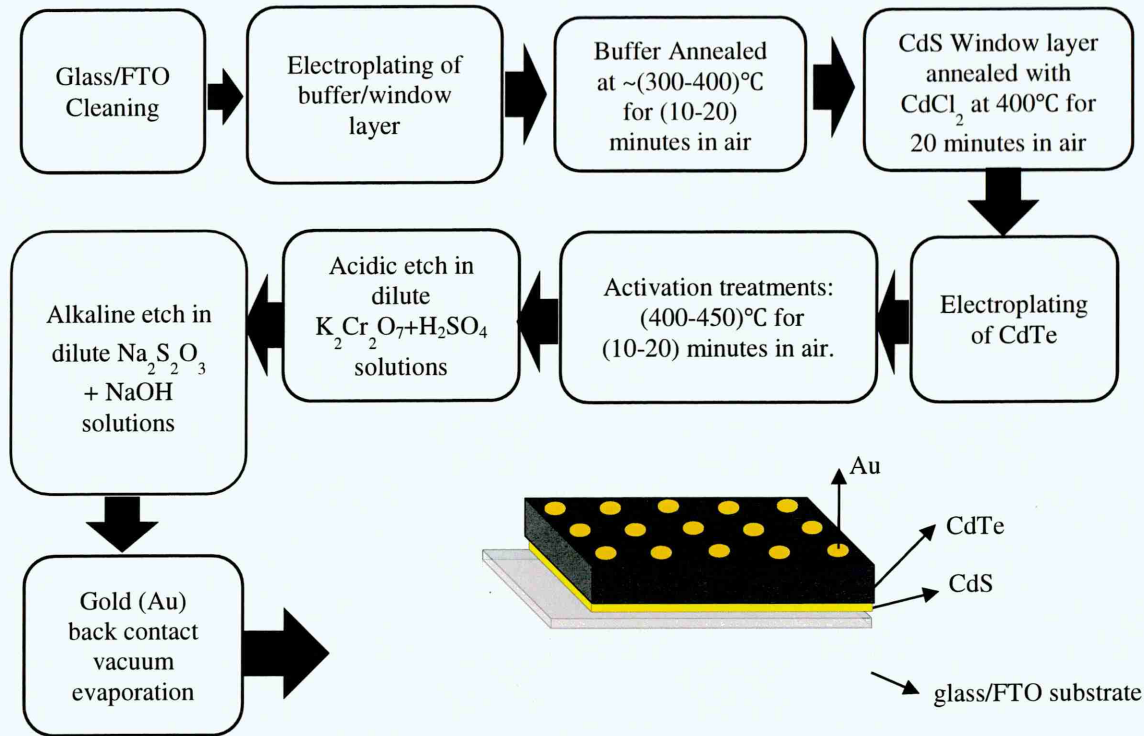 Glass/FTO
Cleaning
Electroplating of
buffer/window
layer
Buffer Annealed
at ~(300-400)℃
for (10-20)
minutes in air
CdS Window layer
annealed with
CdCl₂ at 400℃ for
20 minutes in air
Electroplating
of CdTe
Activation treatments:
(400-450)℃ for
(10-20) minutes in air.
Acidic etch in
dilute
K₂Cr₂O₇+H₂SO₄
solutions
Alkaline etch in
dilute Na₂S₂O₃
+ NaOH
solutions
Gold (Au)
back contact
vacuum
evaporation
Au
CdTe
CdS
glass/FTO substrate